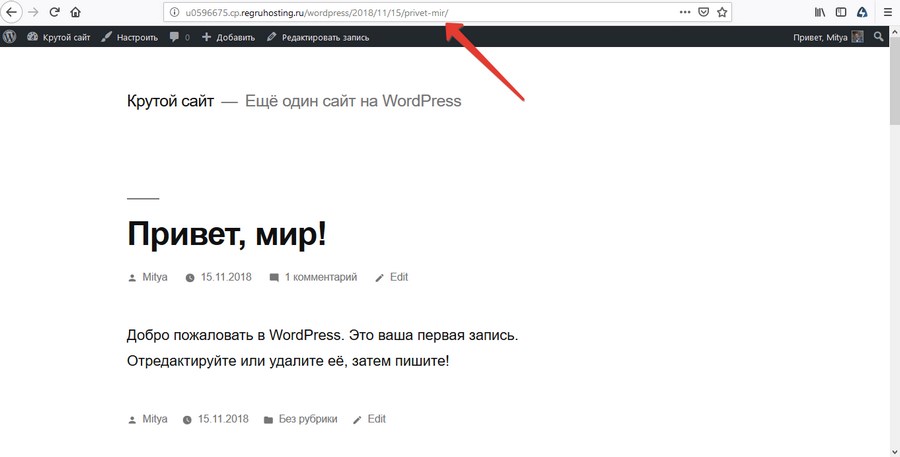 u0596675.cp.regruhosting.ru/wordpress/2018/11/15/privet-mir/
Крутой сайт Настроить 0 Добавить Редактировать запись Привет, Mitya
Крутой сайт — Ещё один сайт на WordPress
Привет, мир!
Mitya 15.11.2018 1 комментарий Edit
Добро пожаловать в WordPress. Это ваша первая запись.
Отредактируйте или удалите её, затем пишите!
Mitya 15.11.2018 Без рубрики Edit